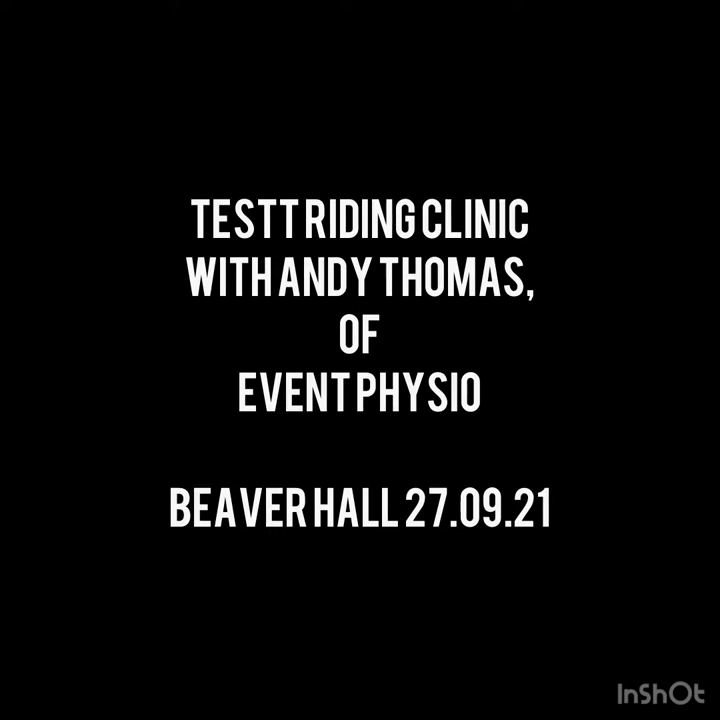 TESTT RIDING CLINIC
WITH ANDY THOMAS,
OF
EVENT PHYSIO
BEAVER HALL 27.09.21
InShOt